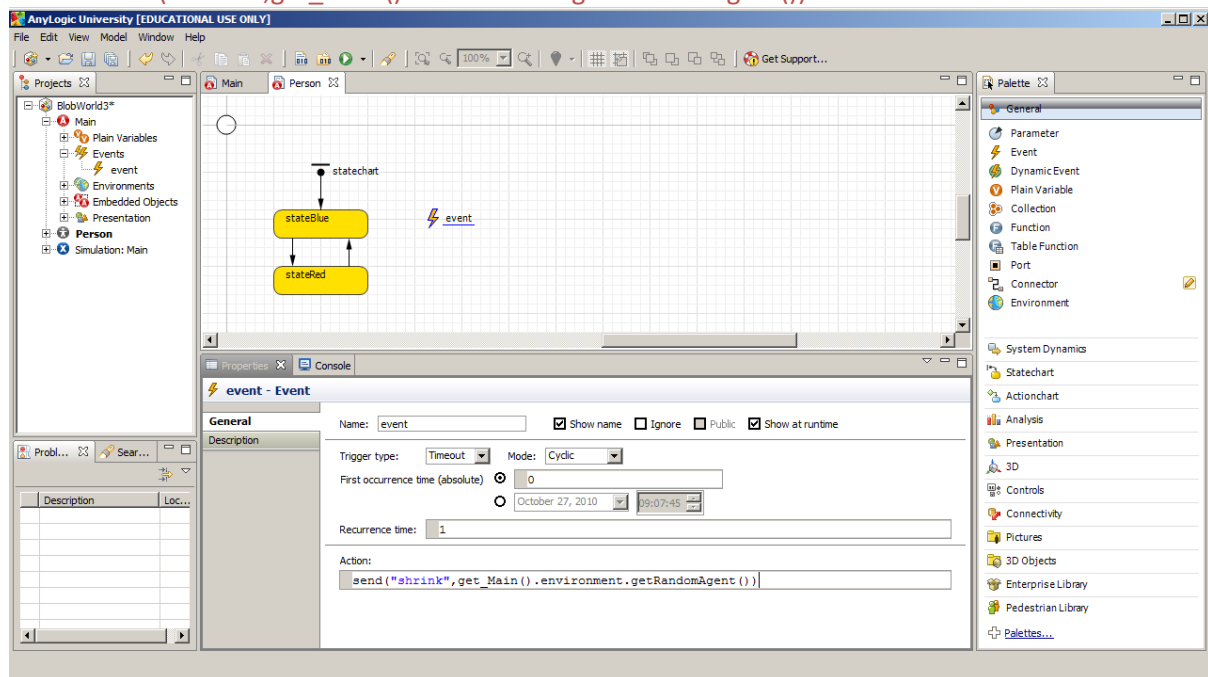 AnyLogic University [EDUCATIONAL USE ONLY]
File Edit View Model Window Help
100% Get Support...
Projects
BlobWorld3*
Main
Plain Variables
Events
event
Environments
Embedded Objects
Presentation
Person
Simulation: Main
Main Person
statechart
stateBlue
event
stateRed
Properties Console
event - Event
General
Description
Name: event Show name Ignore Public Show at runtime
Trigger type: Timeout Mode: Cyclic
First occurrence time (absolute) 0
October 27, 2010 09:07:45
Recurrence time: 1
Action:
send("shrink",get_Main().environment.getRandomAgent())
Probl... Sear...
Description Loc...
Palette
General
Parameter
Event
Dynamic Event
Plain Variable
Collection
Function
Table Function
Port
Connector
Environment
System Dynamics
Statechart
Actionchart
Analysis
Presentation
3D
Controls
Connectivity
Pictures
3D Objects
Enterprise Library
Pedestrian Library
Palettes...